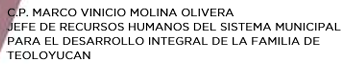 C.P. MARCO VINICIO MOLINA OLIVERA
JEFE DE RECURSOS HUMANOS DEL SISTEMA MUNICIPAL
PARA EL DESARROLLO INTEGRAL DE LA FAMILIA DE
TEOLOYUCAN